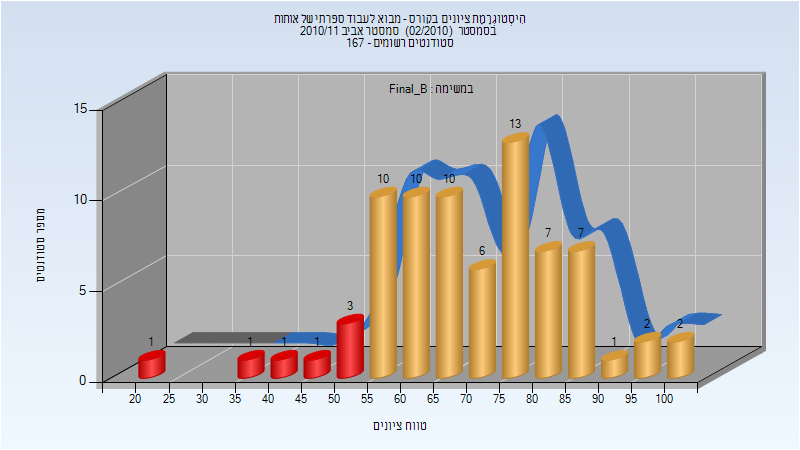 היסטוגרמת ציונים בקורס - מבוא לעבוד ספרתי של אותות
בסמסטר (02/2010) סמסטר אביב 2010/11
סטודנטים רשומים - 167
במשימה : Final_B
מספר סטודנטים
15
10
5
0
1 1 1 1 3 10 10 10 6 13 7 7 1 2 2
20 25 30 35 40 45 50 55 60 65 70 75 80 85 90 95 100
טווח ציונים